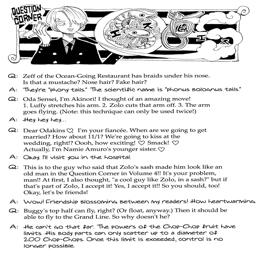 QUESTION
CORNER
Q: Zeff of the Ocean-Going Restaurant has braids under his nose.
Is that a mustache? Nose hair? Fake hair?
A: They're "phony tails." The scientific name is "phonus balonus tails."
Q: Oda Sensei, I'm Akinori! I thought of an amazing move!
1. Luffy stretches his arm. 2. Zolo cuts that arm off. 3. The arm
goes flying. (Note: this technique can only be used twice!)
A: Hey hey hey...
Q: Dear Odakins ♡ I'm your fiancée. When are we going to get
married? How about 11/1? We're going to kiss at the
wedding, right? Oooh, how exciting! ♡ Smack! ♡
Actually, I'm Namie Amuro's younger sister. ♡
A: Okay. I'll visit you in the hospital.
Q: This is to the guy who said that Zolo's sash made him look like an
old man in the Question Corner in Volume 4!! It's your problem,
man! At first, I also thought, "a cool guy like Zolo, in a sash?" but if
that's part of Zolo, I accept it! Yes, I accept it!! So you should, too!
Okay, let's be friends!
A: Wow! Friendship blossoming between my readers! How heartwarming.
Q: Buggy's top half can fly, right? (Or float, anyway.) Then it should be
able to fly to the Grand Line. So why doesn't he?
A: He can't do that far. The powers of the Chop-Chop Fruit have
limits. His body parts can only scatter up to a diameter of
200 Chop-Chops. Once this limit is exceeded, control is no
longer possible.